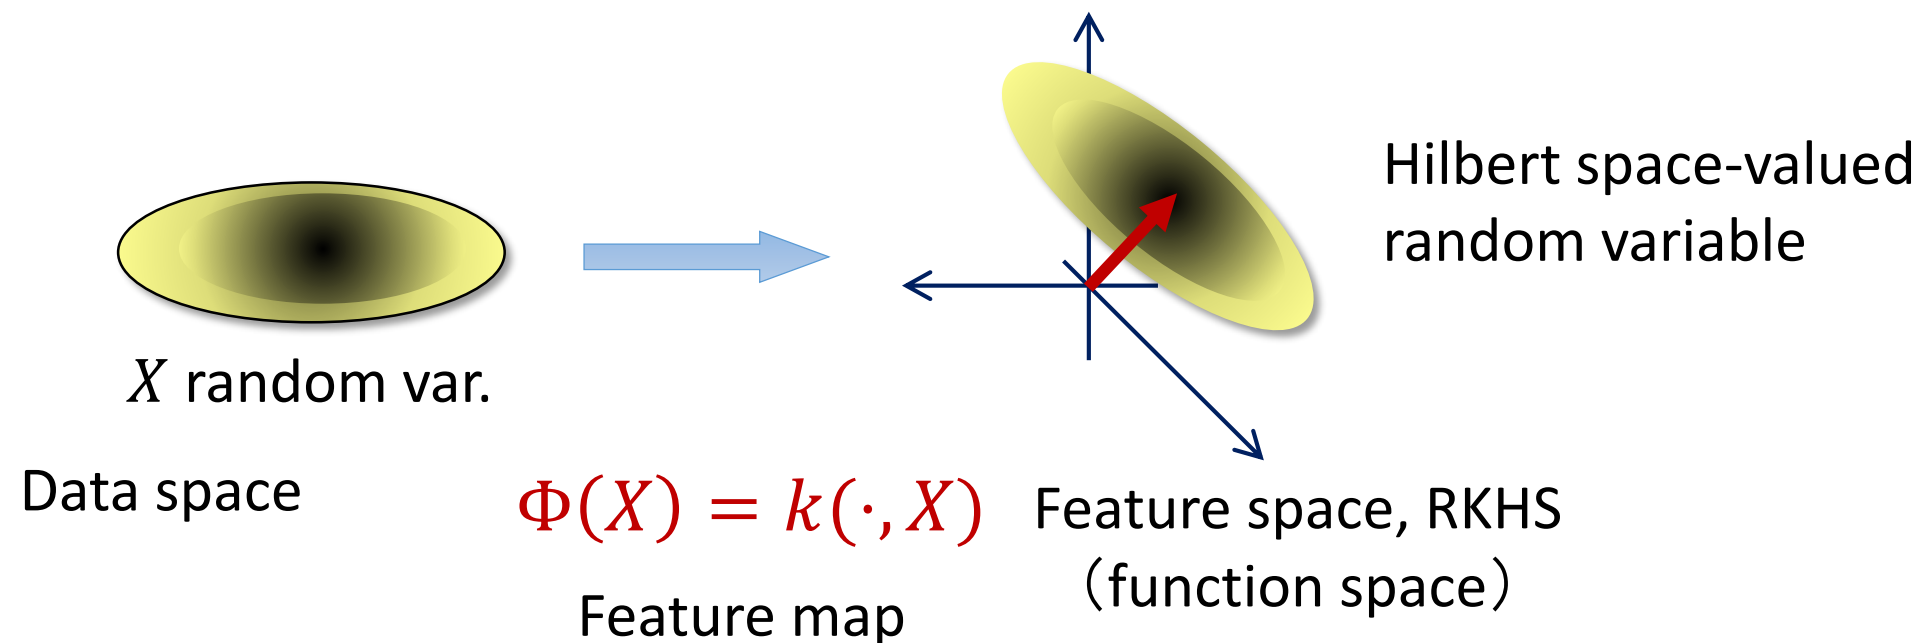 Hilbert space-valued
random variable
X random var.
Data space
Φ(X) = k(⋅, X)
Feature map
Feature space, RKHS
（function space）